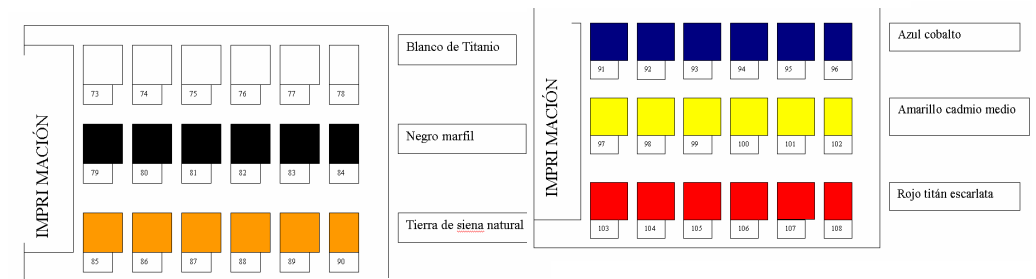 IMPRI MACIÓN
Blanco de Titanio
73 74 75 76 77 78
Negro marfil
79 80 81 82 83 84
Tierra de siena natural
85 86 87 88 89 90
IMPRI MACIÓN
Azul cobalto
91 92 93 94 95 96
Amarillo cadmio medio
97 98 99 100 101 102
Rojo titán escarlata
103 104 105 106 107 108